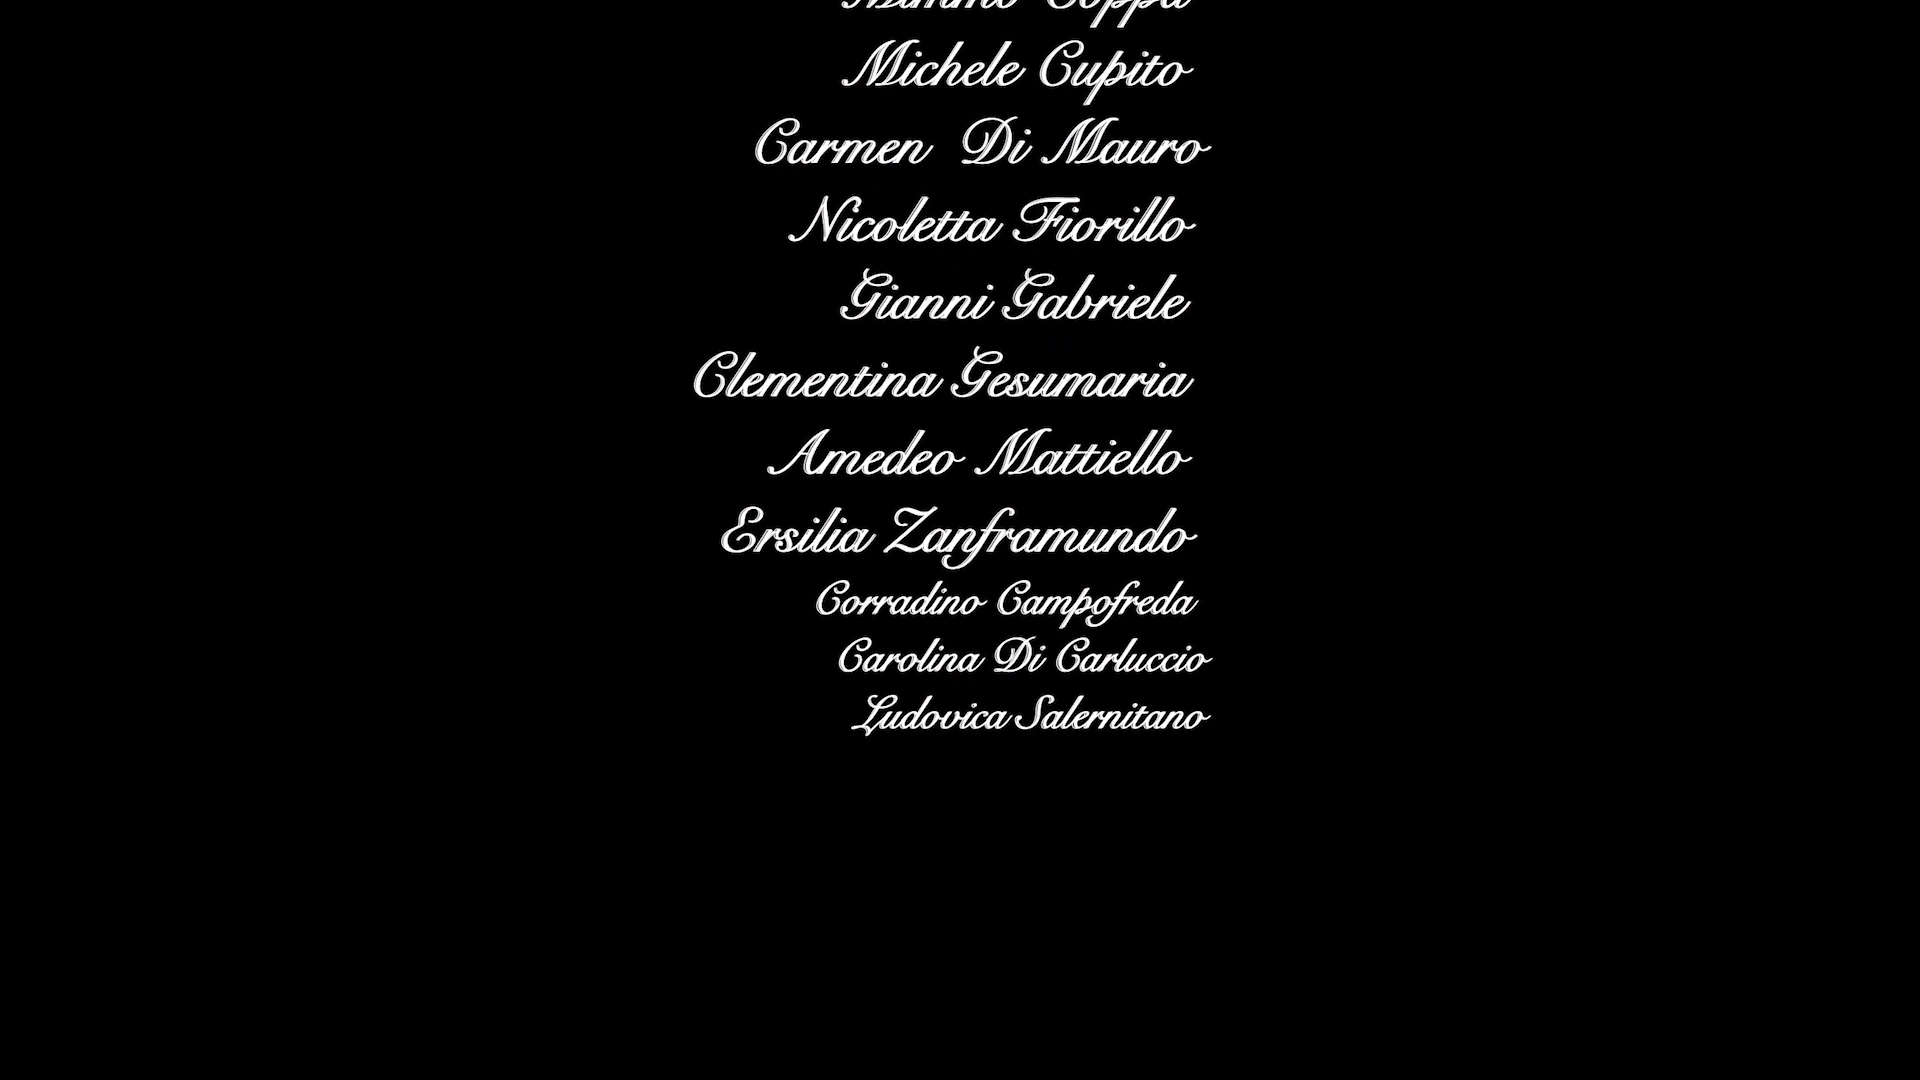 Coppa
Michele Cupito
Carmen Di Mauro
Nicoletta Fiorillo
Gianni Gabriele
Clementina Gesumaria
Amedeo Mattiello
Ersilia Zanframundo
Corradino Campofreda
Carolina Di Carluccio
Ludovica Salernitano